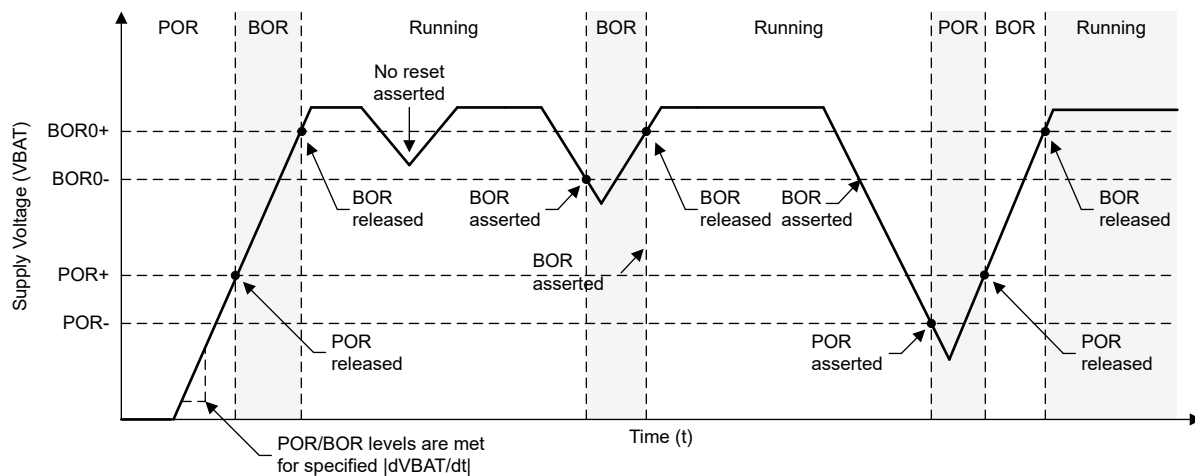 POR
BOR
Running
BOR
Running
POR
BOR
Running
No reset
asserted
Supply Voltage (VBAT)
BOR0+
BOR0-
POR+
POR-
BOR
released
BOR
asserted
BOR
released
BOR
asserted
BOR
released
BOR
asserted
POR
released
POR
asserted
POR
released
Time (t)
POR/BOR levels are met
for specified |dVBAT/dt|